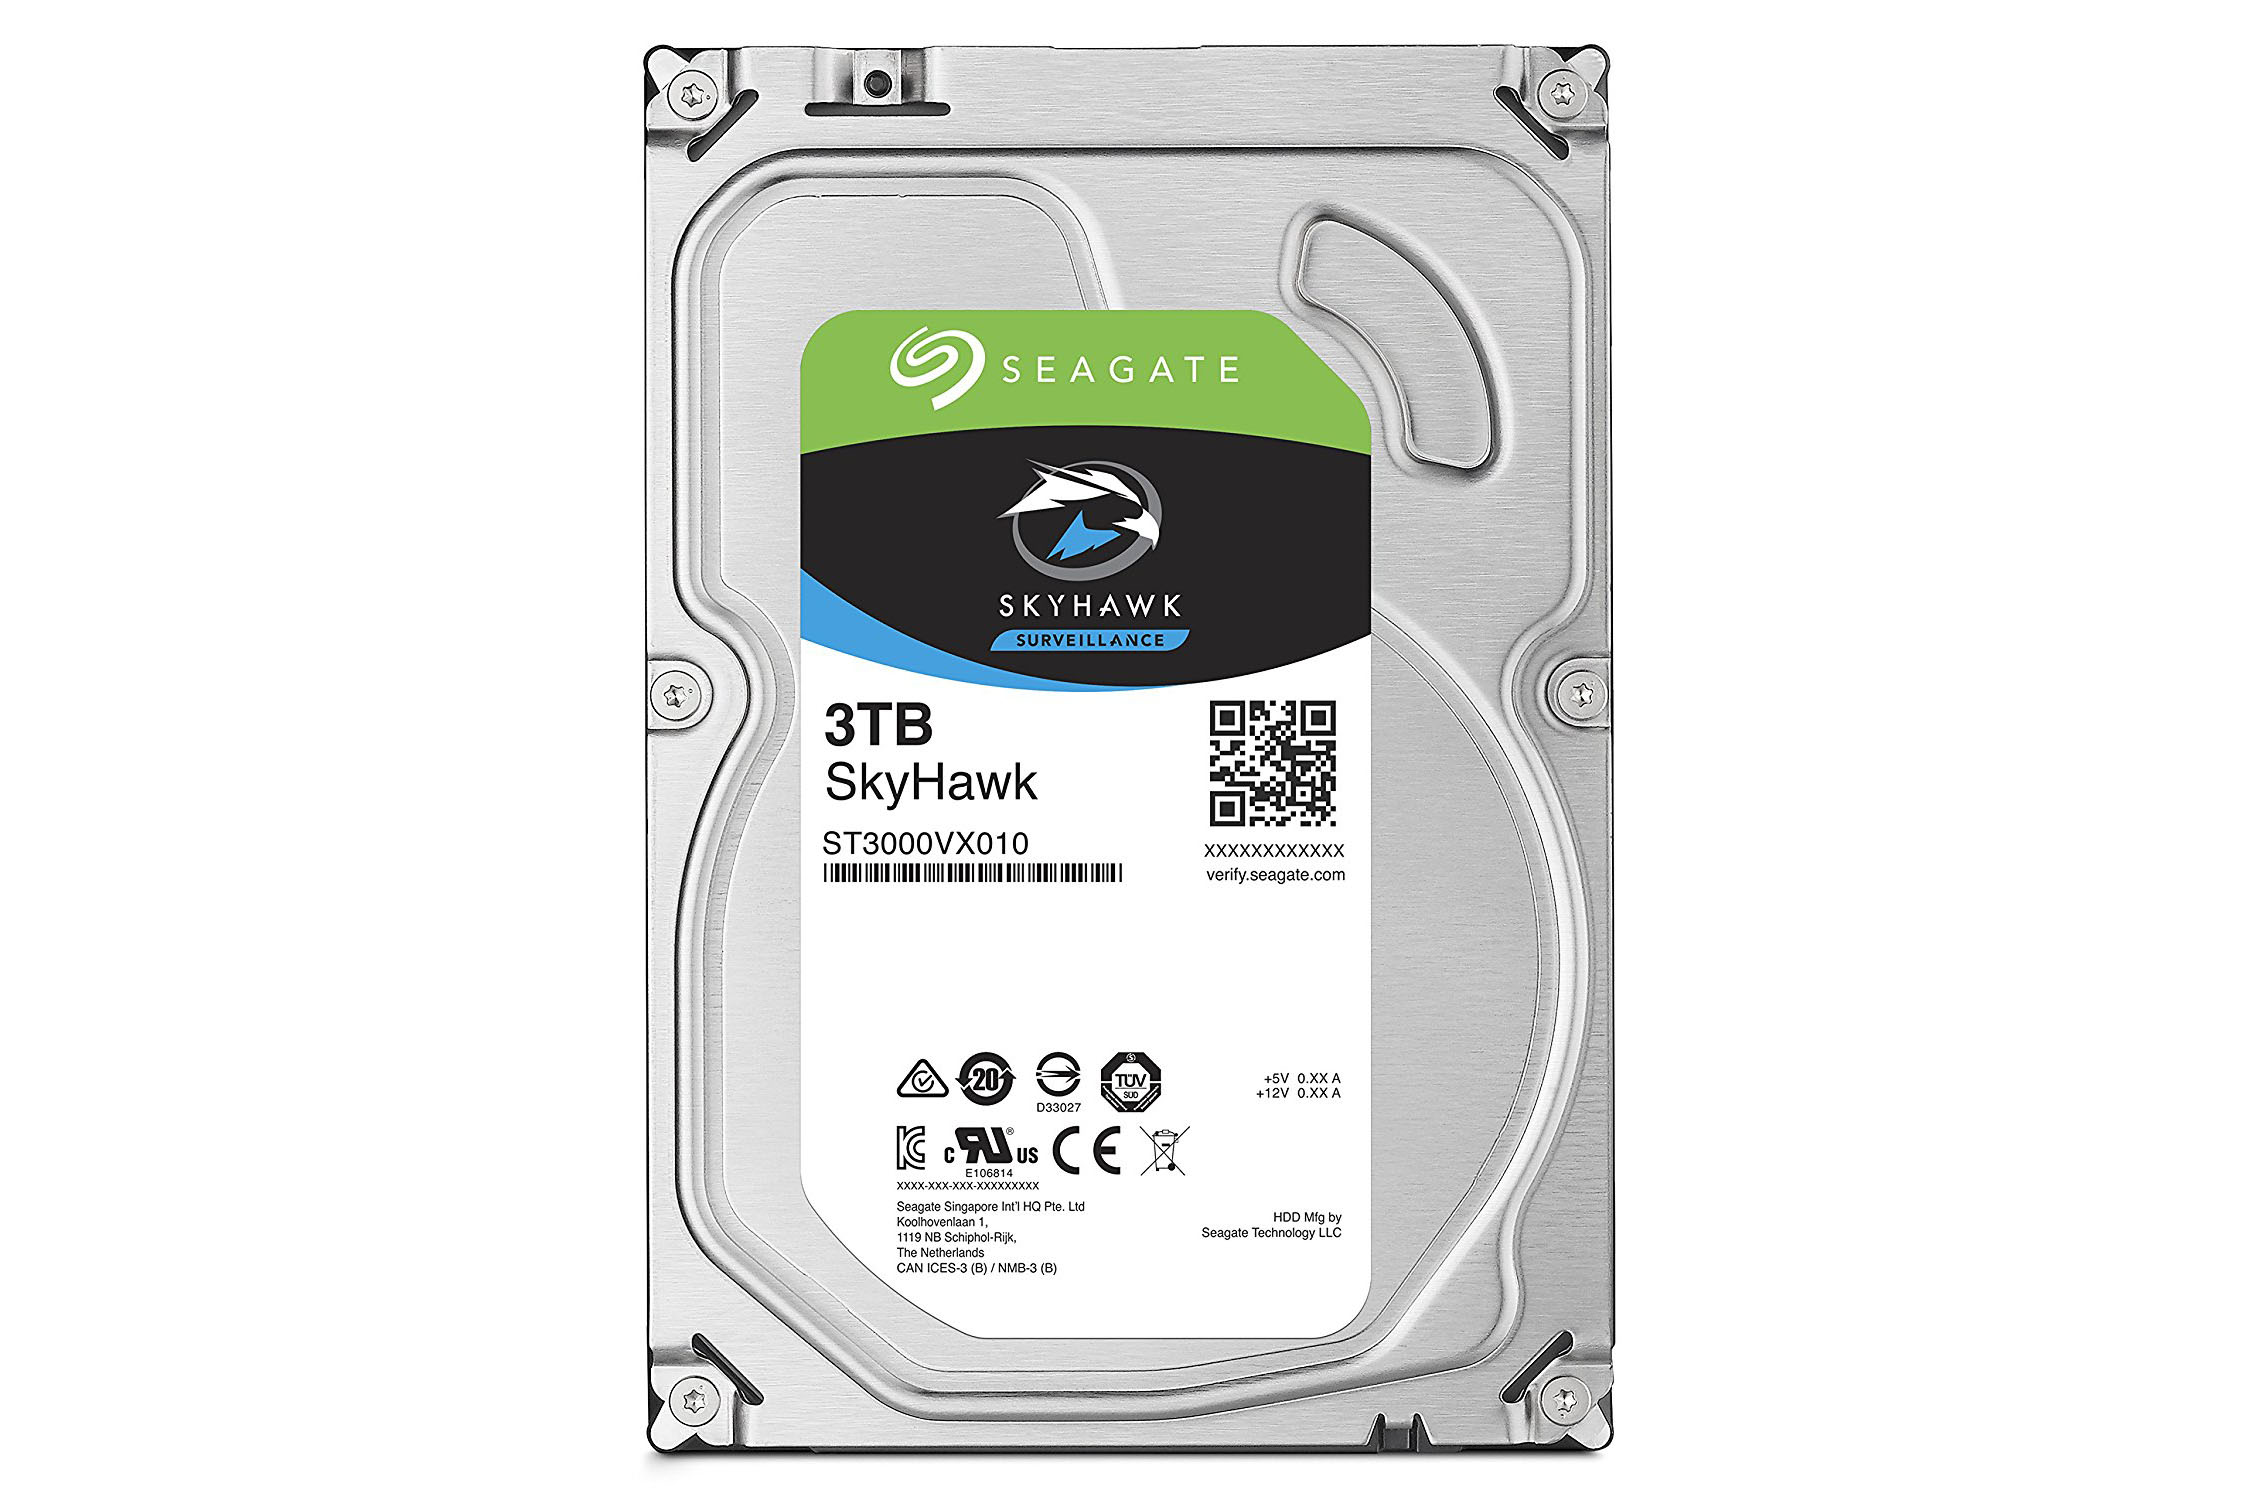 SEAGATE
SKYHAWK
SURVEILLANCE
3TB
SkyHawk
ST3000VX010
XXXXXXXXXXXX
verify.seagate.com
20
D33027
TÜV
SÜD
+5V 0.XX A
+12V 0.XX A
C RU ® US
CE
E106814
XXXX-XXX-XXX-XXXXXXXXX
Seagate Singapore Int'l HQ Pte. Ltd
Koolhovenlaan 1,
1119 NB Schiphol-Rijk,
The Netherlands
CAN ICES-3 (B) / NMB-3 (B)
HDD Mfg by
Seagate Technology LLC